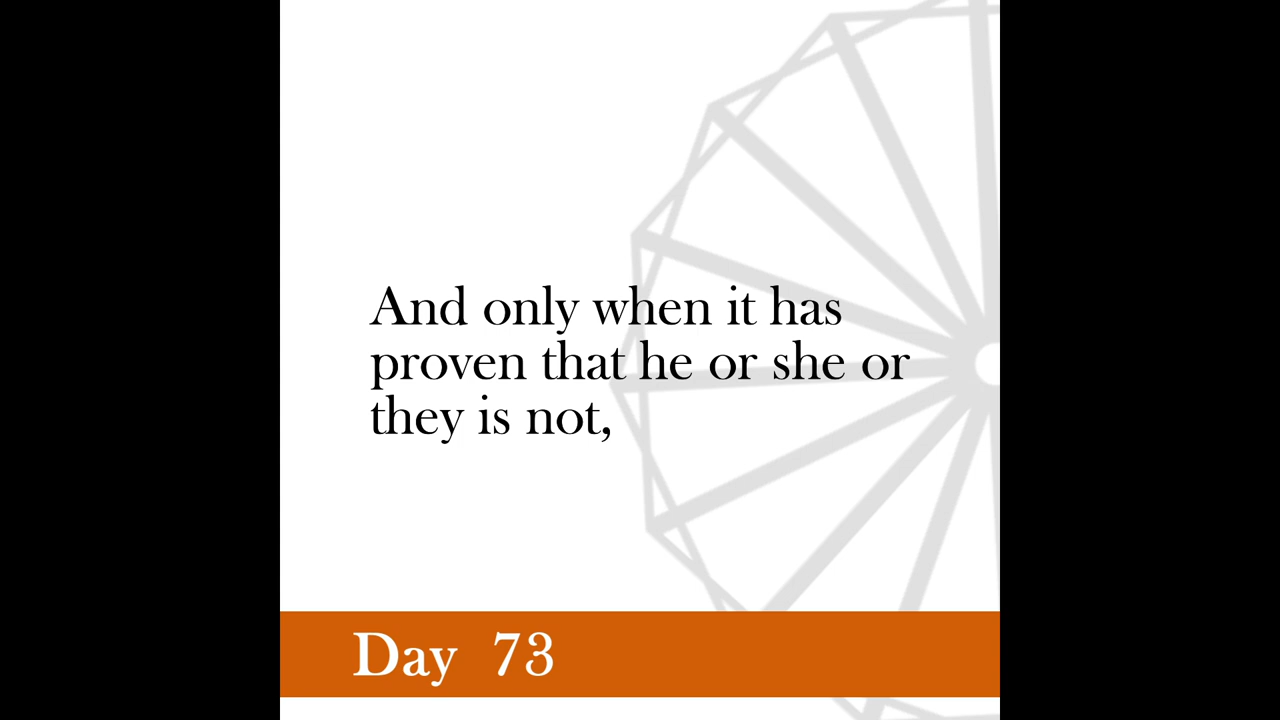 And only when it has
proven that he or she or
they is not,
Day 73